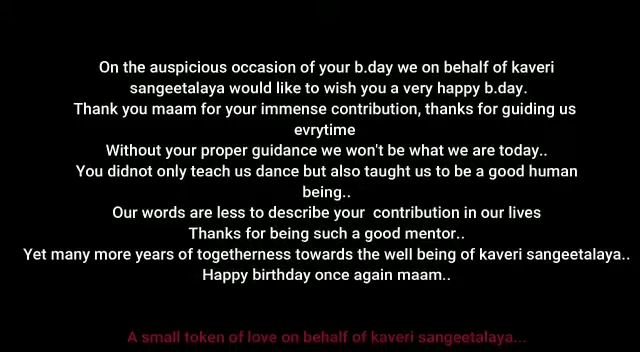 On the auspicious occasion of your b.day we on behalf of kaveri
sangeetalaya would like to wish you a very happy b.day.
Thank you maam for your immense contribution, thanks for guiding us
evrytime
Without your proper guidance we won't be what we are today..
You didnot only teach us dance but also taught us to be a good human
being..
Our words are less to describe your  contribution in our lives
Thanks for being such a good mentor..
Yet many more years of togetherness towards the well being of kaveri sangeetalaya..
Happy birthday once again maam..
A small token of love on behalf of kaveri sangeetalaya...